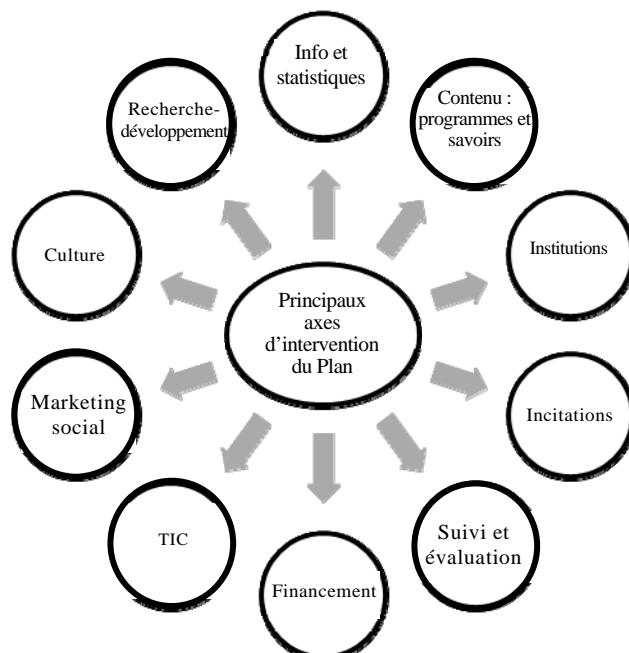 Info et
statistiques
Contenu :
programmes et
savoirs
Institutions
Incitations
Suivi et
évaluation
Financement
TIC
Marketing
social
Culture
Recherche-
développement
Principaux
axes
d’intervention
du Plan